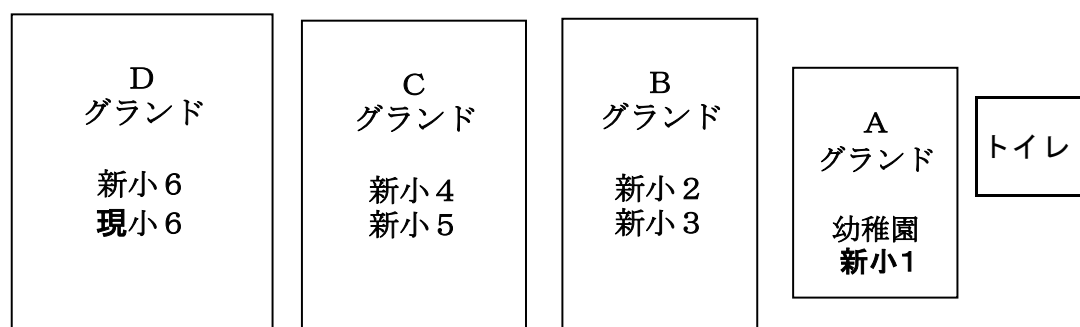 D
グランド
新小６
現小６
C
グランド
新小４
新小５
B
グランド
新小２
新小３
A
グランド
幼稚園
新小１
トイレ